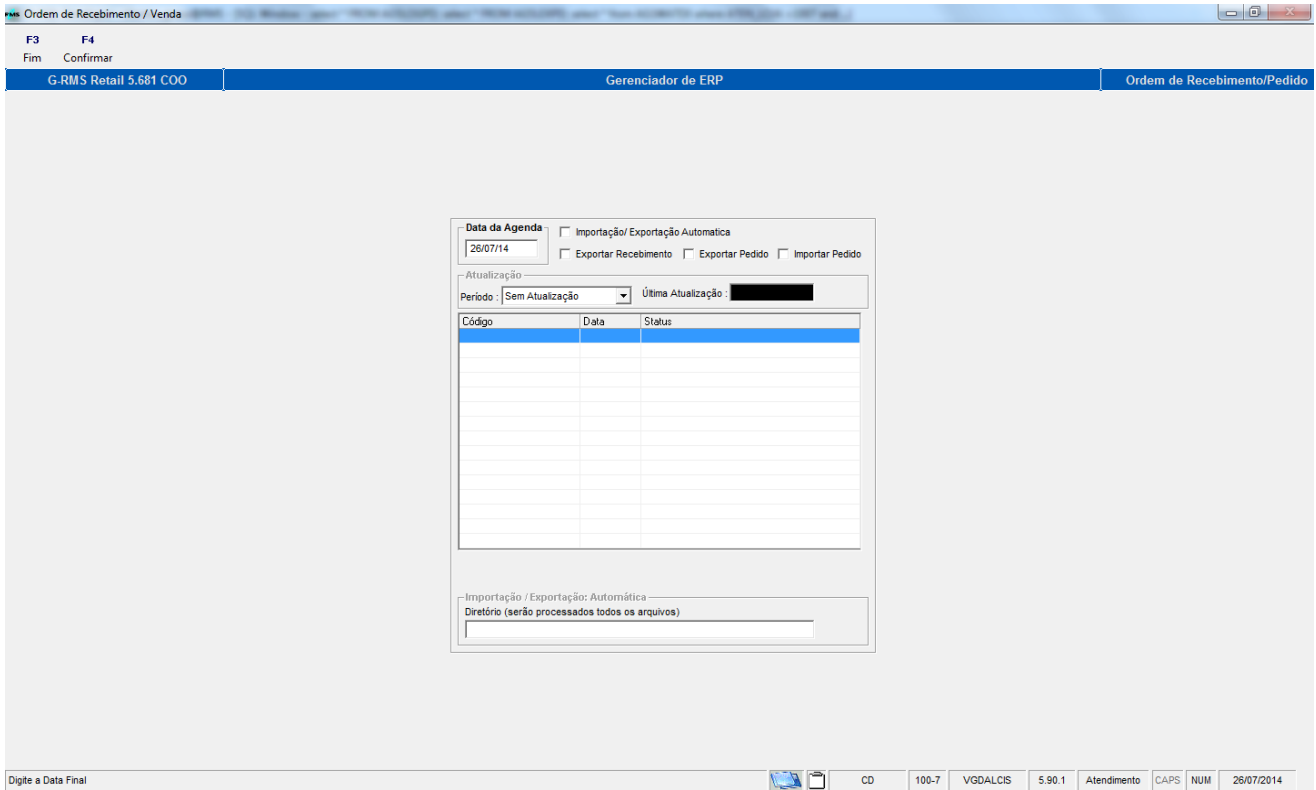 RMS Ordem de Recebimento / Venda
F3 F4
Fim Confirmar
G-RMS Retail 5.681 COO Gerenciador de ERP Ordem de Recebimento/Pedido
Data da Agenda
Importação/ Exportação Automatica
26/07/14
Exportar Recebimento Exportar Pedido Importar Pedido
Atualização
Período : Sem Atualização Última Atualização :
Código Data Status
Importação / Exportação: Automática
Diretório (serão processados todos os arquivos)
Digite a Data Final CD 100-7 VGDALCIS 5.90.1 Atendimento CAPS NUM 26/07/2014